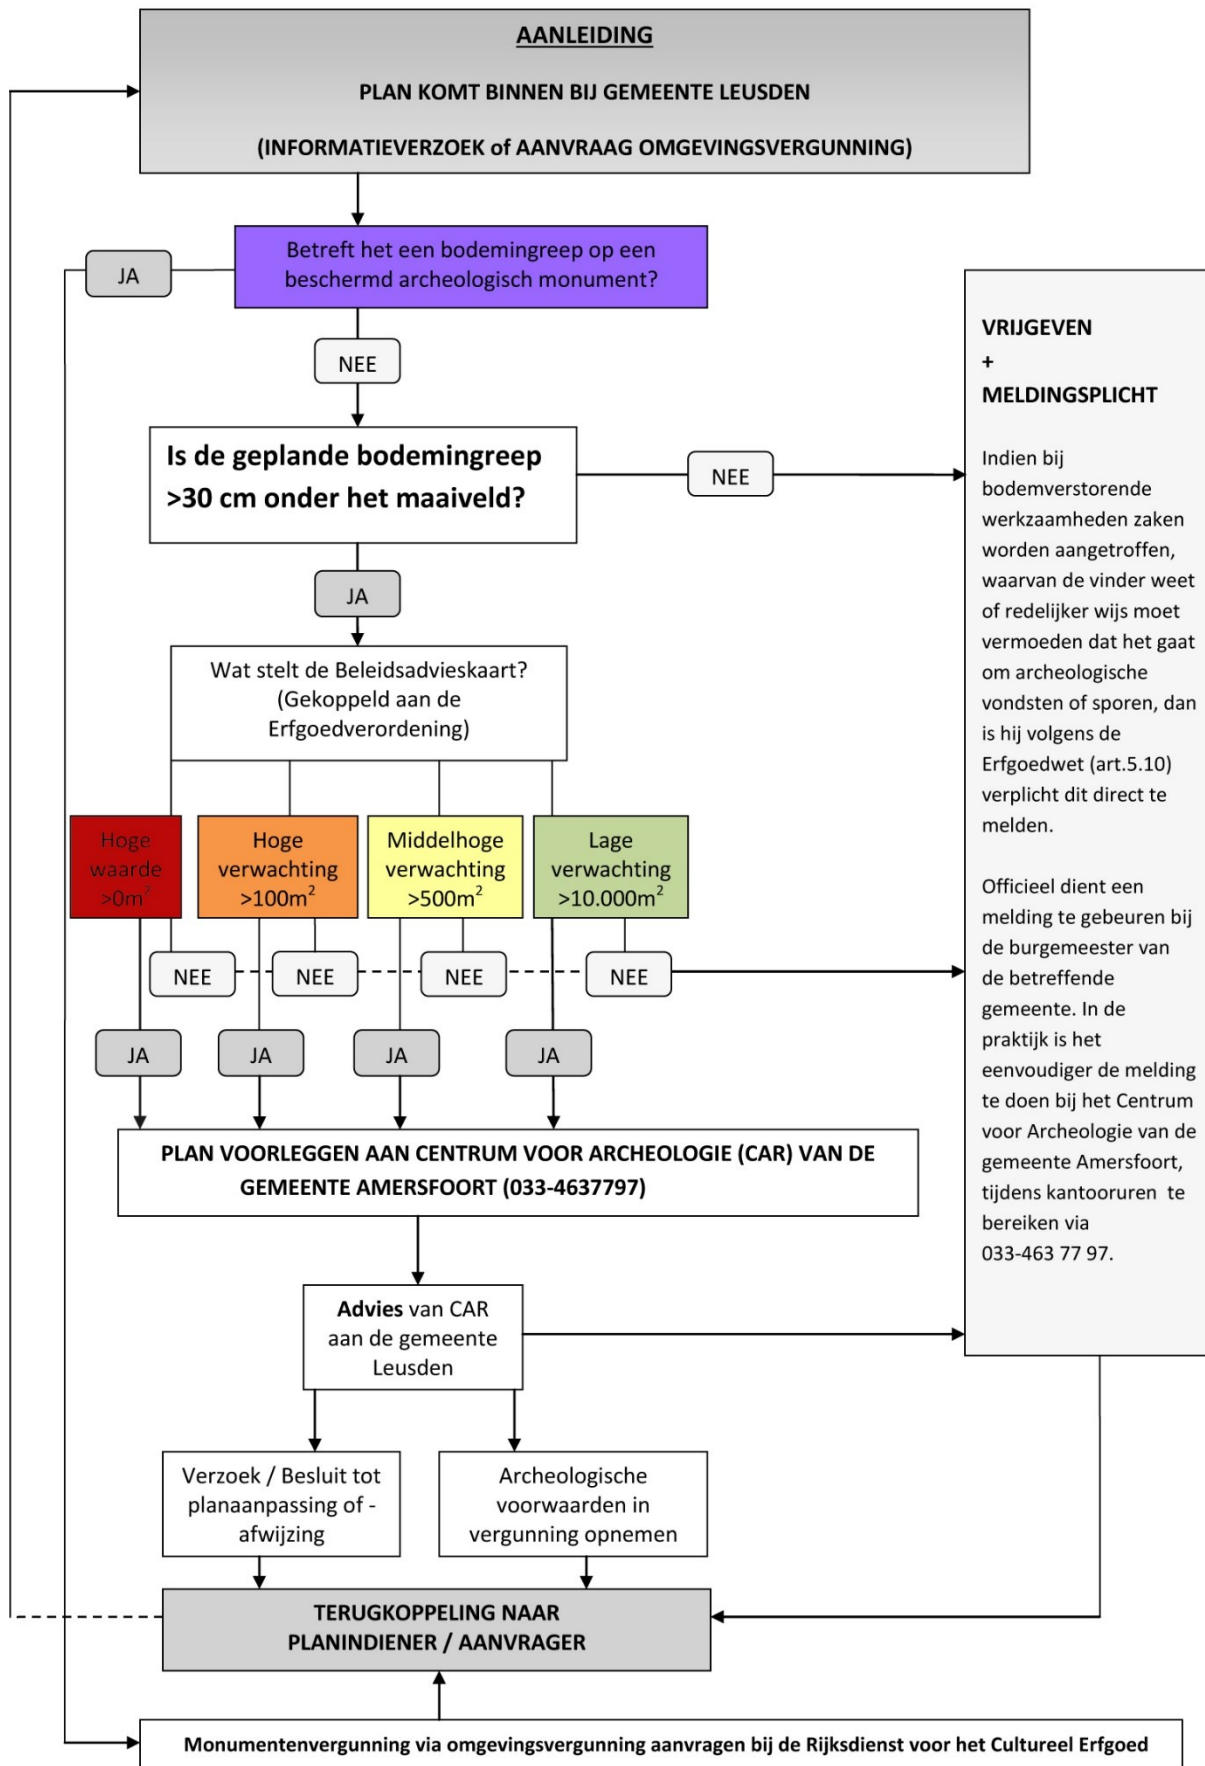 AANLEIDING
PLAN KOMT BINNEN BIJ GEMEENTE LEUSDEN
(INFORMATIEVERZOEK of AANVRAAG OMGEVINGSVERGUNNING)
Betreft het een bodemingreep op een
beschermd archeologisch monument?
JA
NEE
Is de geplande bodemingreep
>30 cm onder het maaiveld?
NEE
JA
Wat stelt de Beleidsadvieskaart?
(Gekoppeld aan de
Erfgoedverordening)
Hoge
waarde
>0m²
Hoge
verwachting
>100m²
Middelhoge
verwachting
>500m²
Lage
verwachting
>10.000m²
NEE
NEE
NEE
NEE
JA
JA
JA
JA
PLAN VOORLEGGEN AAN CENTRUM VOOR ARCHEOLOGIE (CAR) VAN DE
GEMEENTE AMERSFOORT (033-4637797)
Advies van CAR
aan de gemeente
Leusden
Verzoek / Besluit tot
planaanpassing of -
afwijzing
Archeologische
voorwaarden in
vergunning opnemen
TERUGKOPPELING NAAR
PLANINDIENER / AANVRAGER
Monumentenvergunning via omgevingsvergunning aanvragen bij de Rijksdienst voor het Cultureel Erfgoed
VRIJGEVEN
+
MELDINGSPLICHT
Indien bij
bodemverstorende
werkzaamheden zaken
worden aangetroffen,
waarvan de vinder weet
of redelijker wijs moet
vermoeden dat het gaat
om archeologische
vondsten of sporen, dan
is hij volgens de
Erfgoedwet (art.5.10)
verplicht dit direct te
melden.
Officieel dient een
melding te gebeuren bij
de burgemeester van
de betreffende
gemeente. In de
praktijk is het
eenvoudiger de melding
te doen bij het Centrum
voor Archeologie van de
gemeente Amersfoort,
tijdens kantooruren te
bereiken via
033-463 77 97.